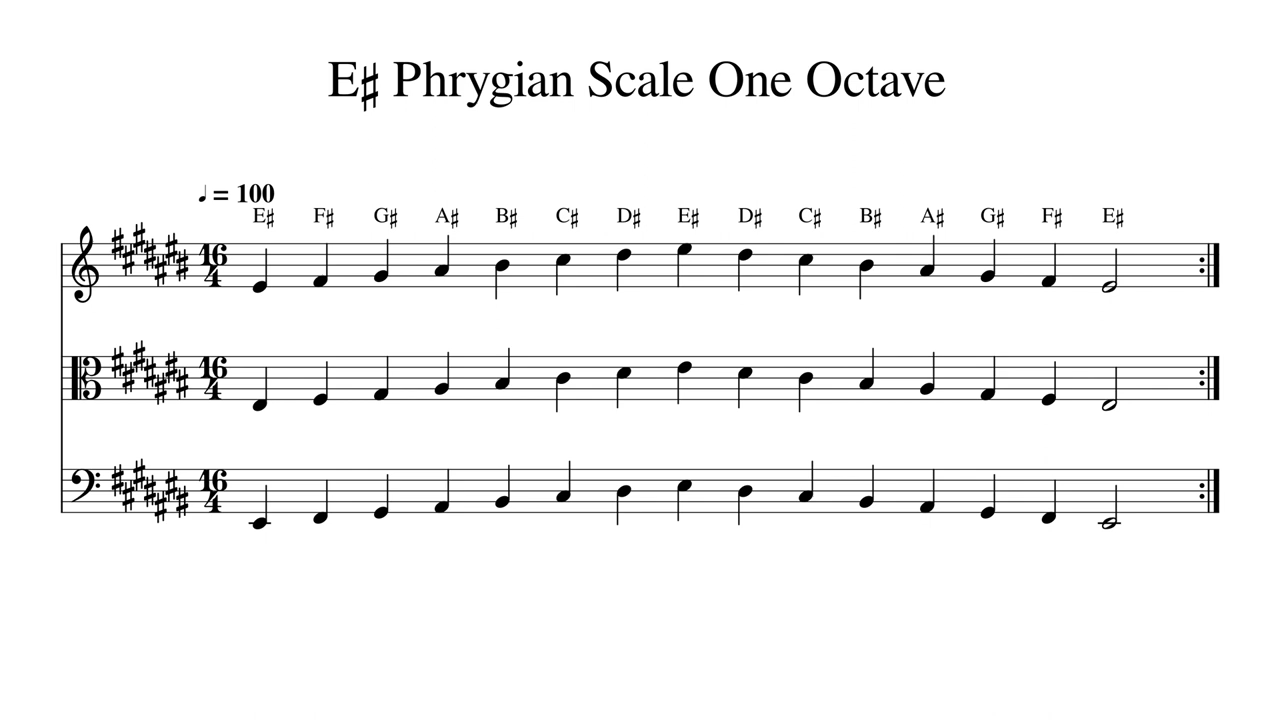 E♯ Phrygian Scale One Octave
♩ = 100
E♯ F♯ G♯ A♯ B♯ C♯ D♯ E♯ D♯ C♯ B♯ A♯ G♯ F♯ E♯
16
4
16
4
16
4